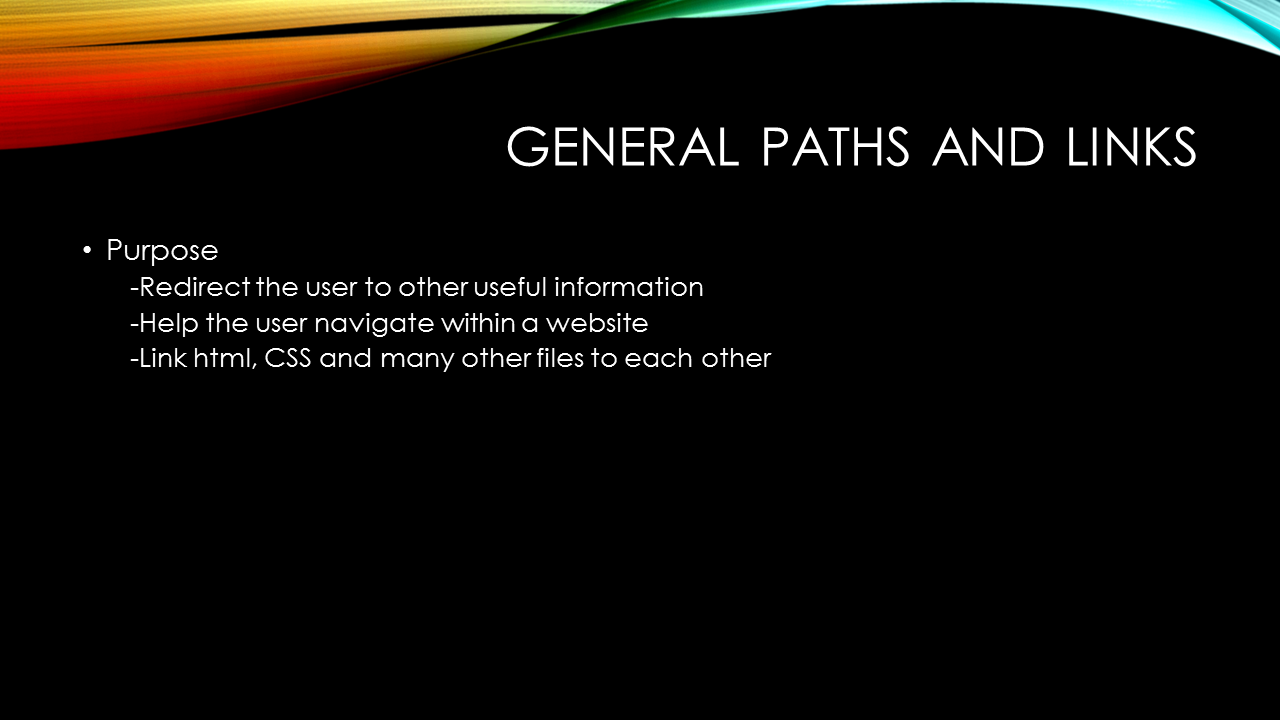 GENERAL PATHS AND LINKS
• Purpose
-Redirect the user to other useful information
-Help the user navigate within a website
-Link html, CSS and many other files to each other